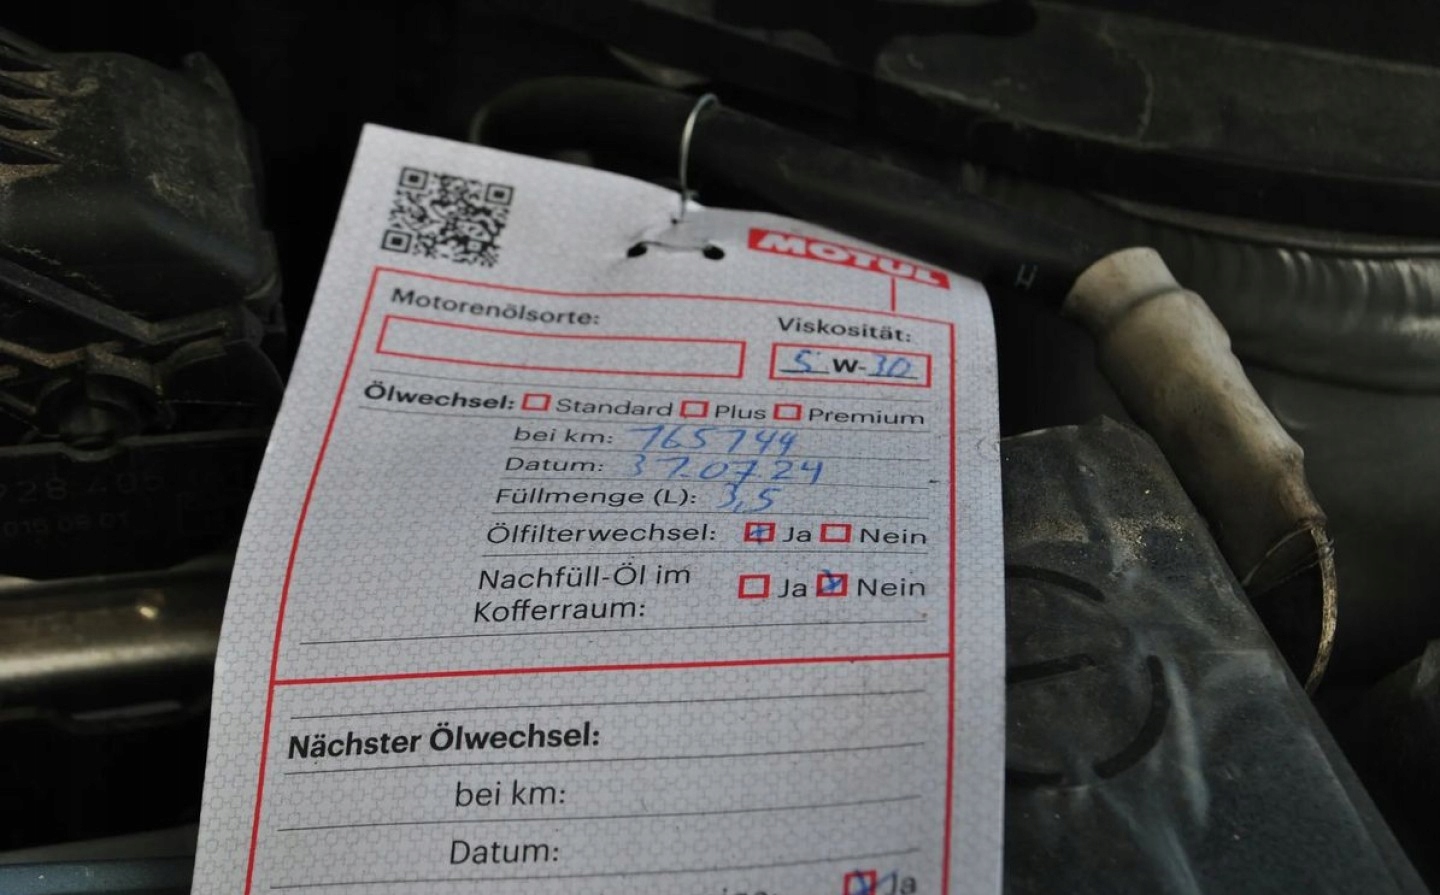 MOTUL
Motorenölsorte:
Viskosität:
5 W-30
Ölwechsel: Standard Plus Premium
bei km: 165744
Datum: 31.07.24
Füllmenge (L): 3,5
Ölfilterwechsel: Ja Nein
Nachfüll-Öl im Ja Nein
Kofferraum:
Nächster Ölwechsel:
bei km:
Datum:
Ja